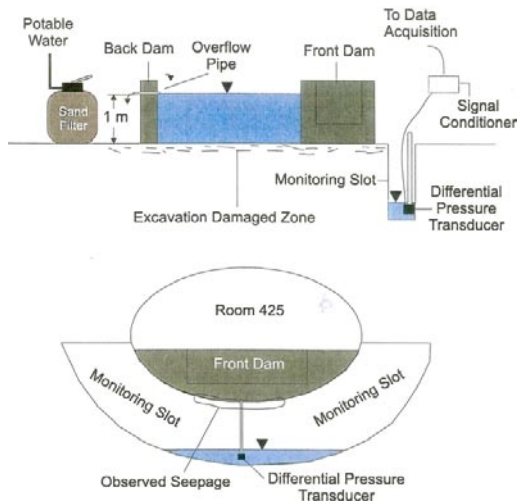 Potable
Water
Back Dam
Overflow
Pipe
Front Dam
To Data
Acquisition
Sand
Filter
1 m
Signal
Conditioner
Monitoring Slot
Excavation Damaged Zone
Differential
Pressure
Transducer
Room 425
Front Dam
Monitoring Slot
Monitoring Slot
Observed Seepage
Differential Pressure
Transducer